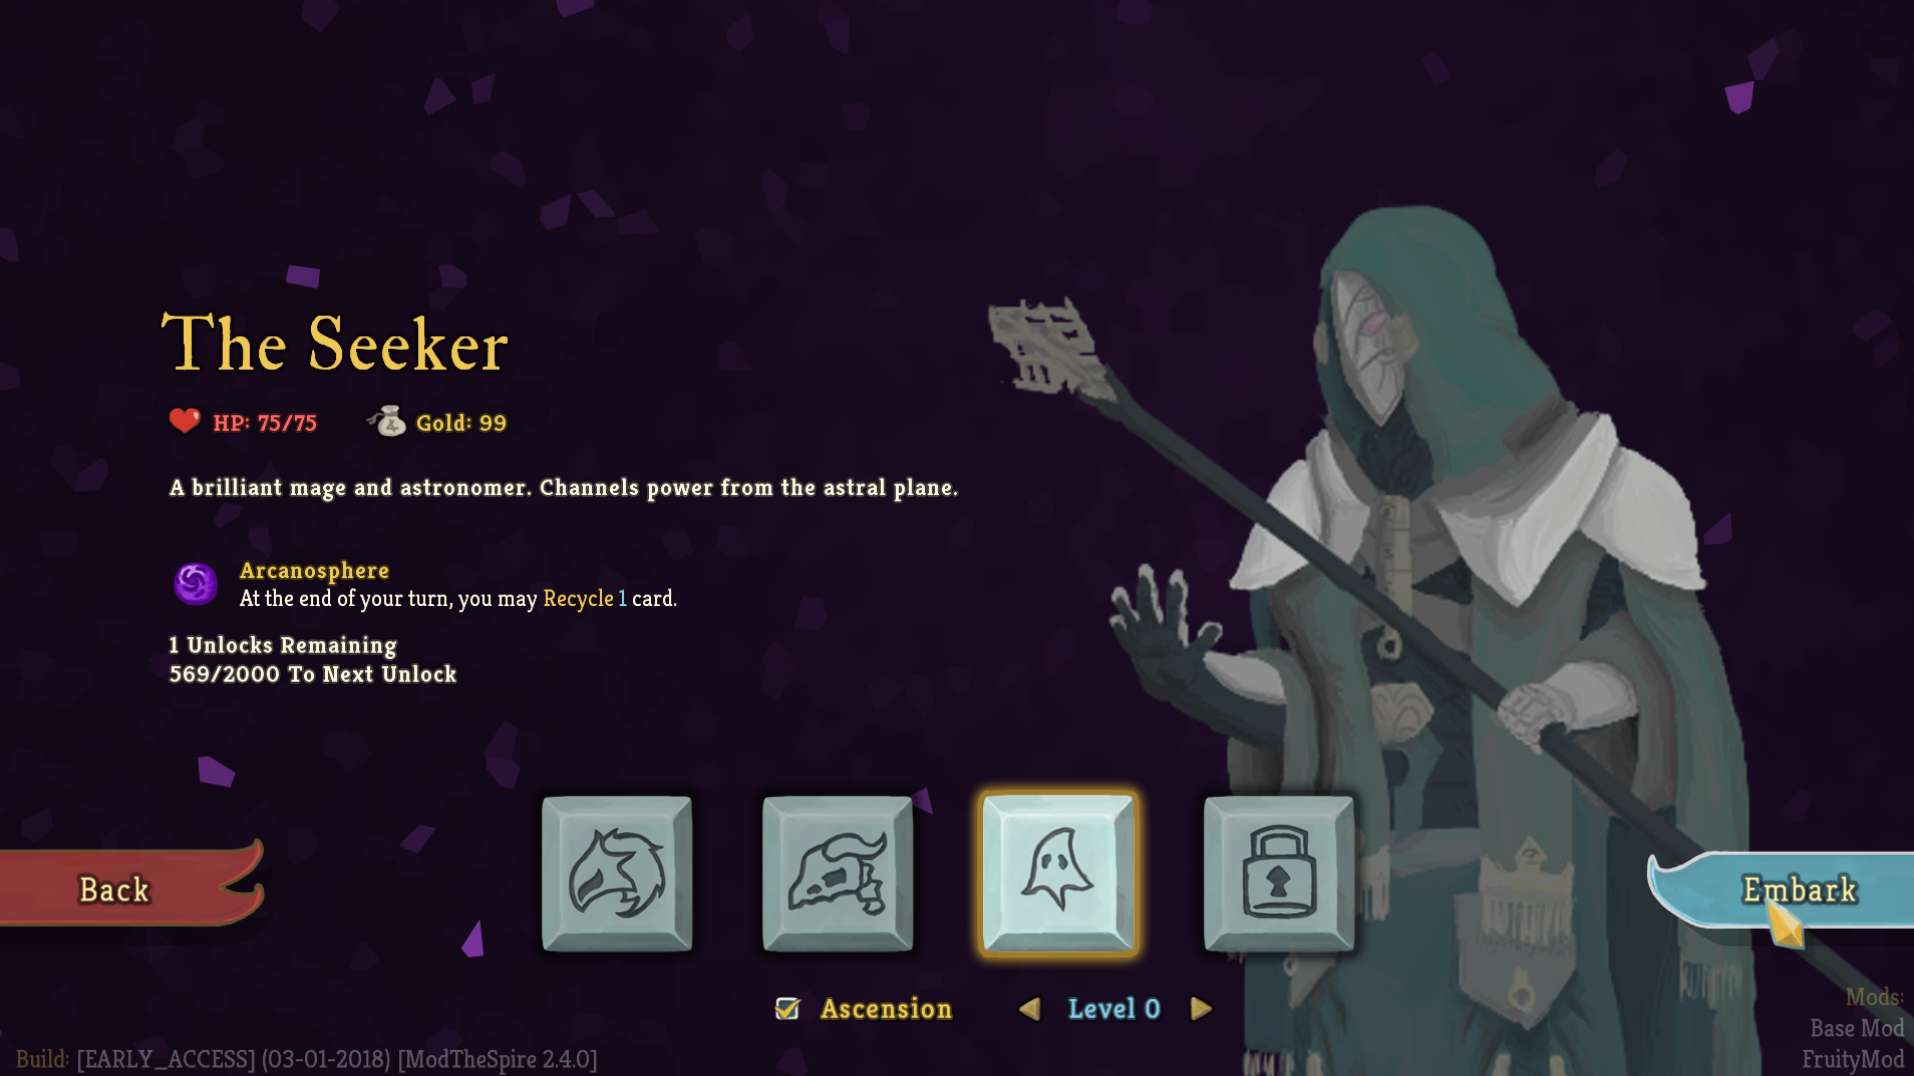 The Seeker
HP: 75/75 Gold: 99
A brilliant mage and astronomer. Channels power from the astral plane.
Arcanosphere
At the end of your turn, you may Recycle 1 card.
1 Unlocks Remaining
569/2000 To Next Unlock
Back
Embark
Ascension Level 0
Mods:
Base Mod
FruityMod
Build: [EARLY_ACCESS] (03-01-2018) [ModTheSpire 2.4.0]